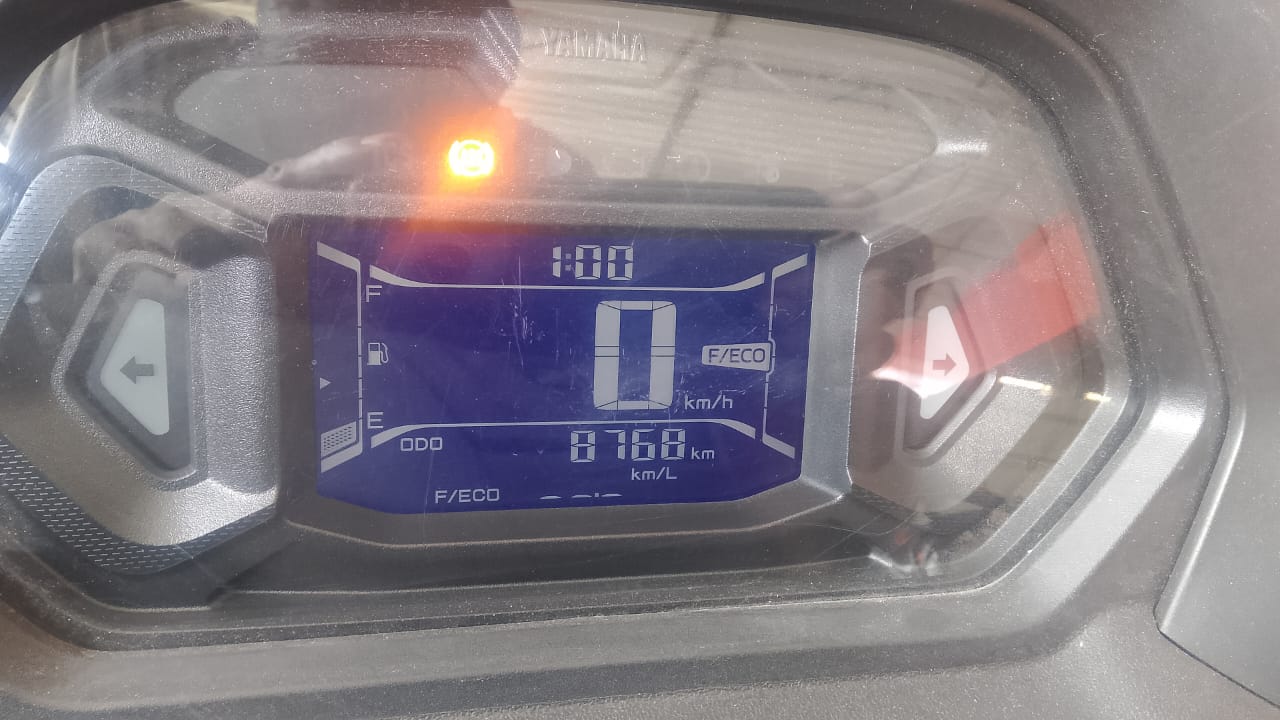 YAMAHA
1:00
F
0
F/ECO
km/h
E
ODO
8768 km
km/L
F/ECO